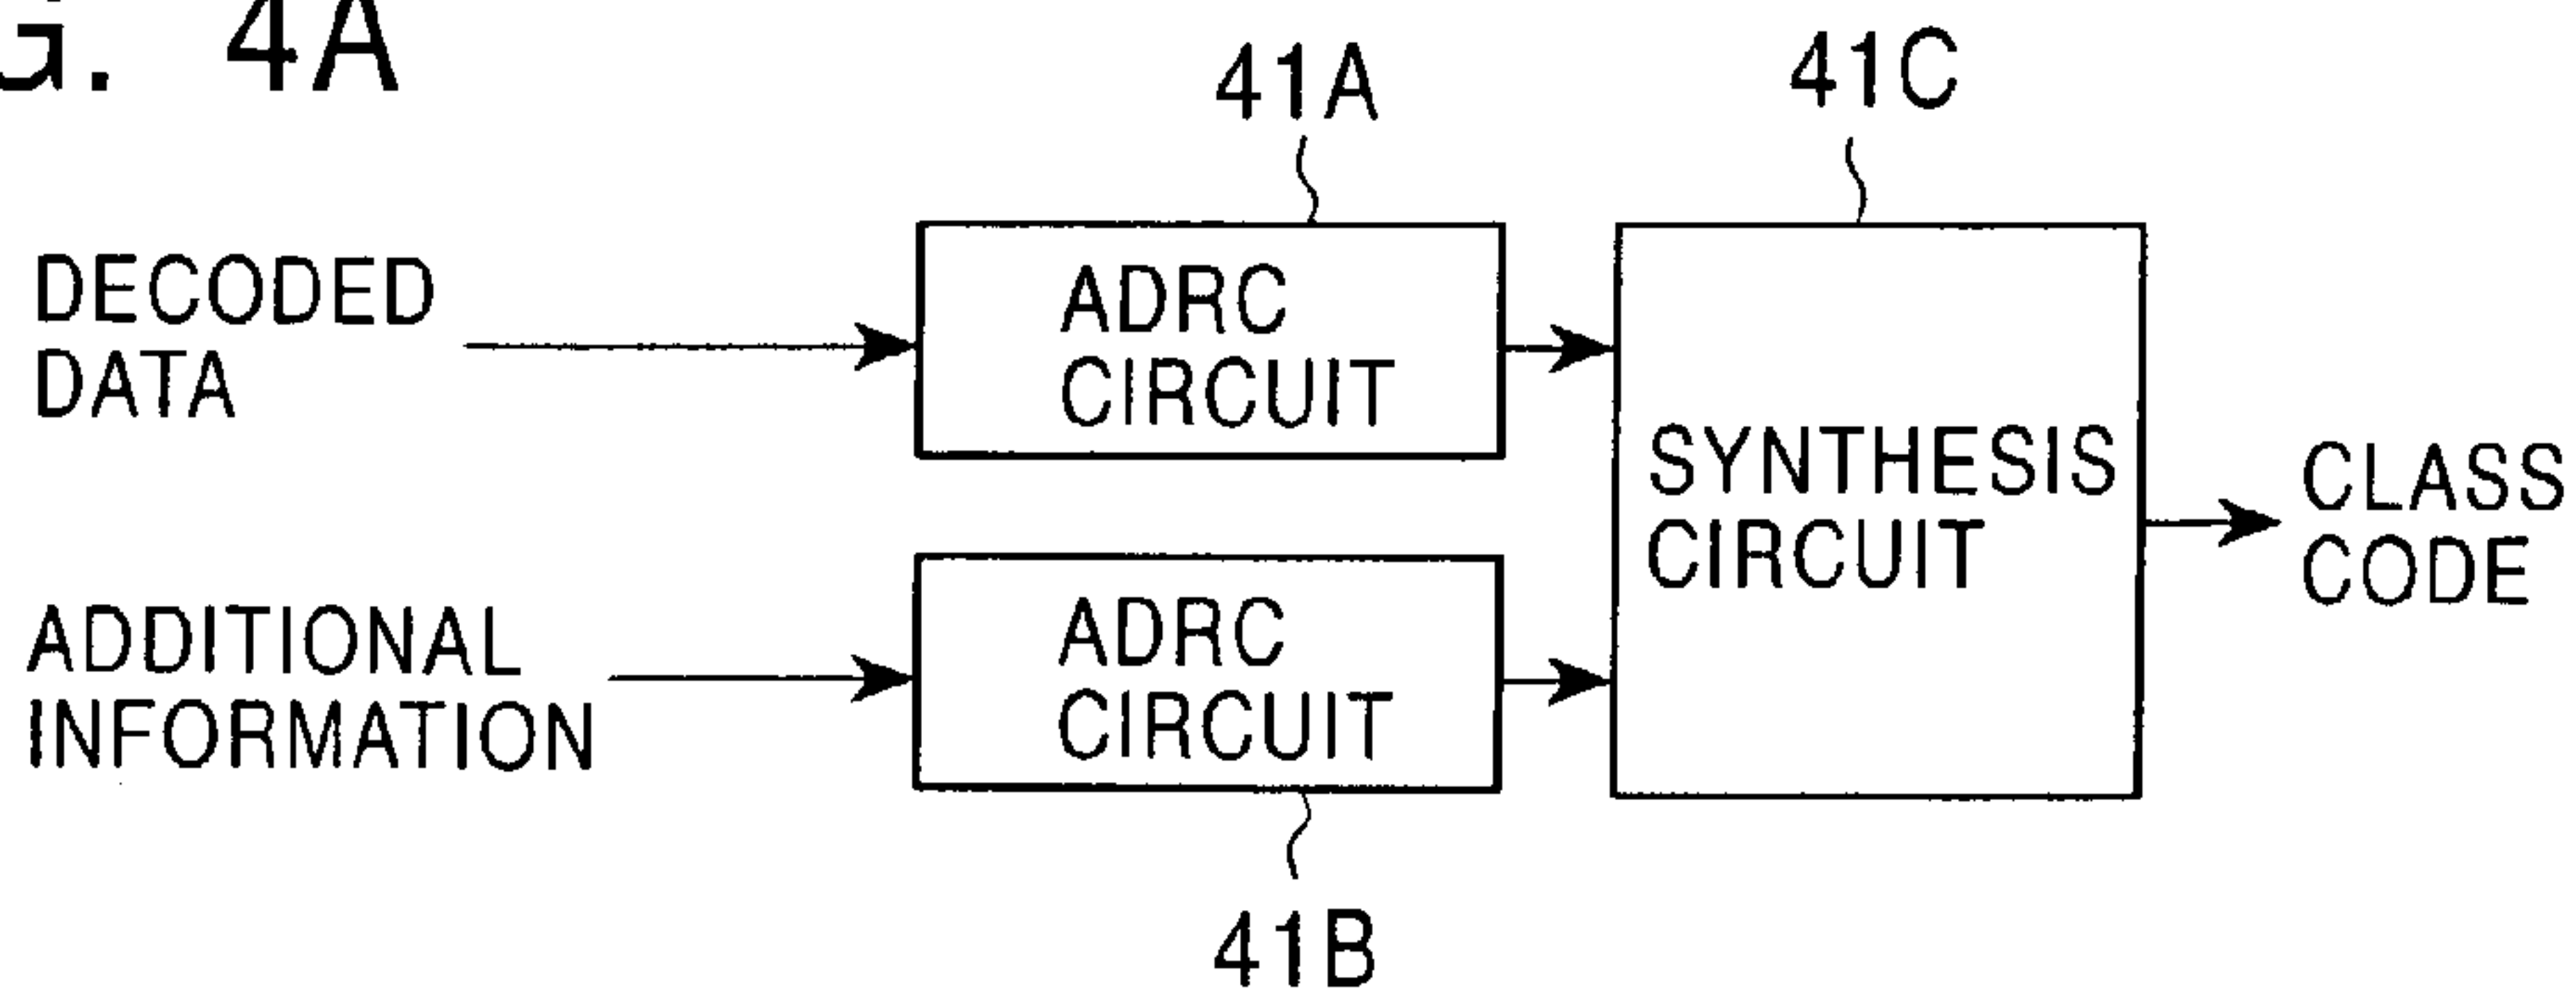 G. 4A
41A
41C
DECODED
DATA
ADRC
CIRCUIT
SYNTHESIS
CIRCUIT
CLASS
CODE
ADDITIONAL
INFORMATION
ADRC
CIRCUIT
41B